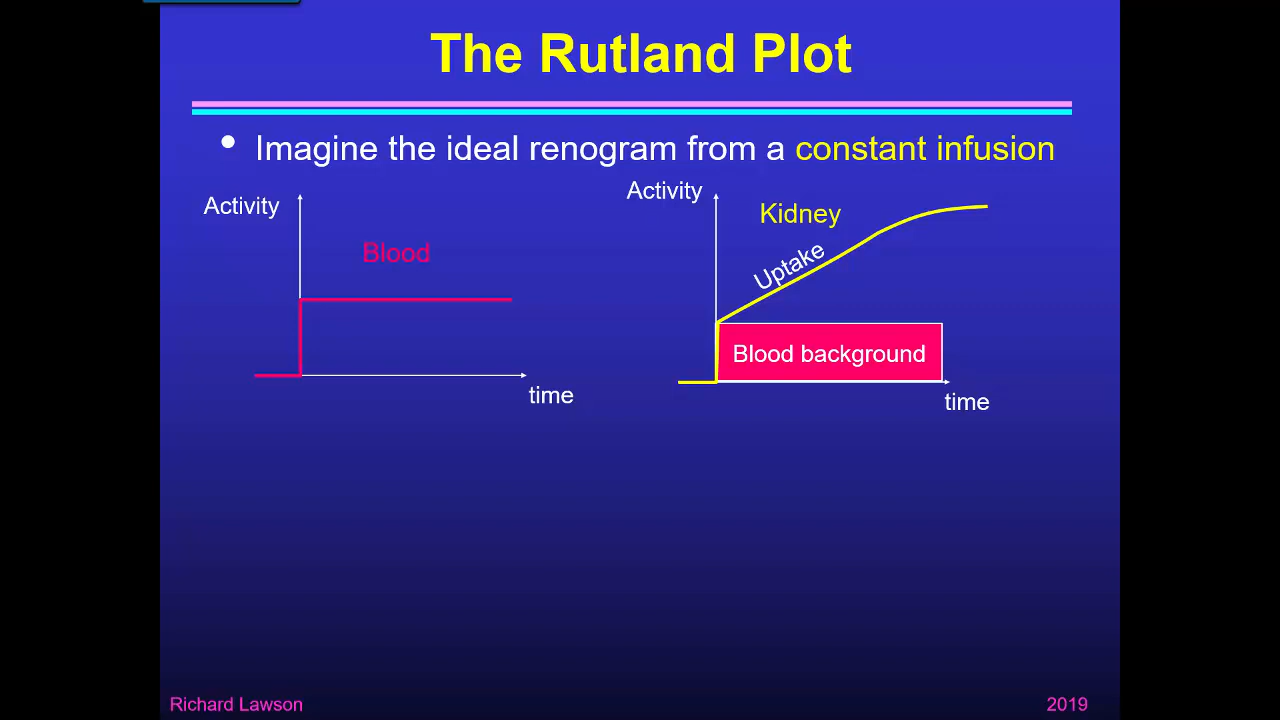 The Rutland Plot
• Imagine the ideal renogram from a constant infusion
Activity
Blood
time
Activity
Kidney
Uptake
Blood background
time
Richard Lawson
2019